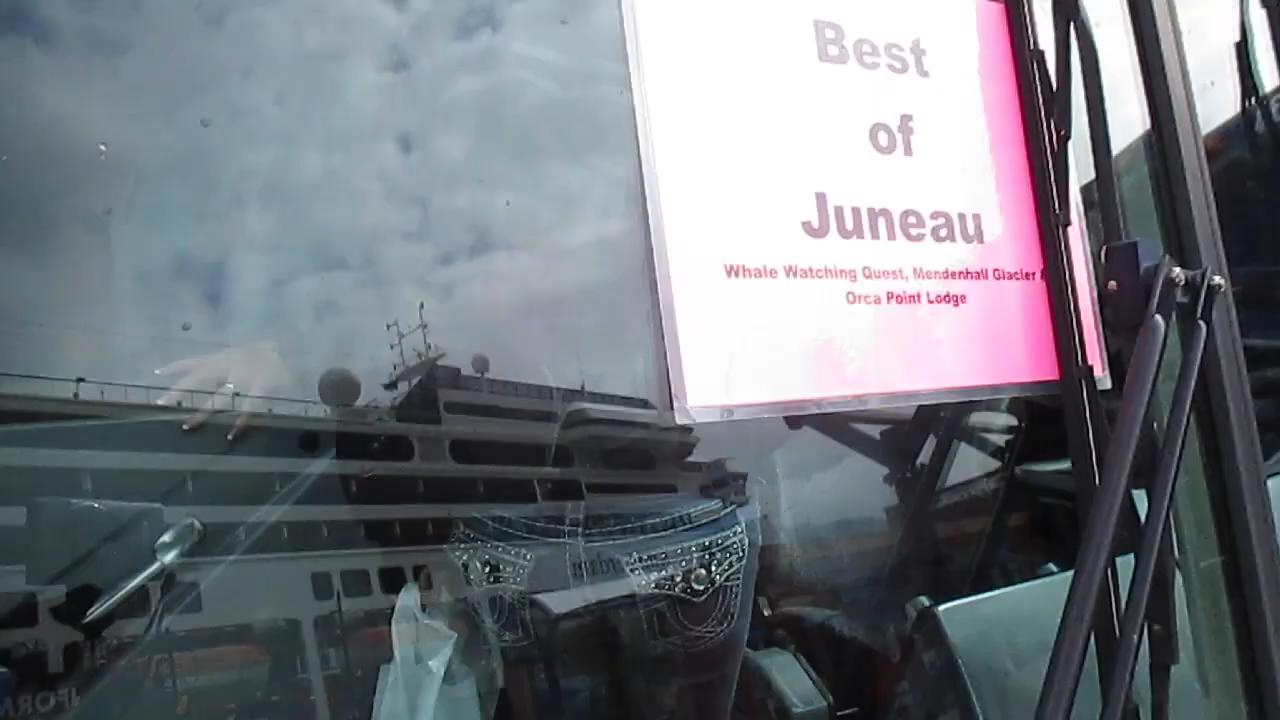 Best
of
Juneau
Whale Watching Quest, Mendenhall Glacier
Orca Point Lodge